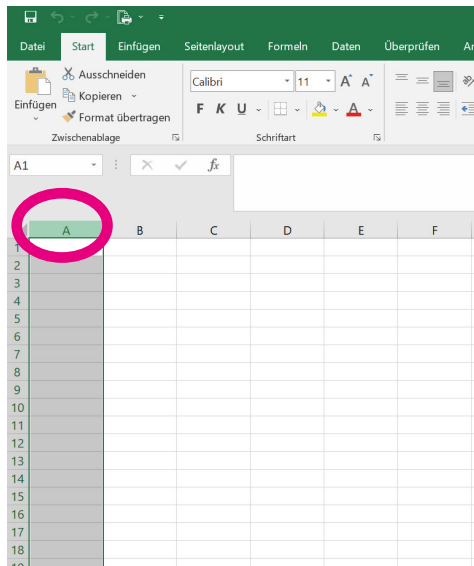 Datei Start Einfügen Seitenlayout Formeln Daten Überprüfen
Ausschneiden
Kopieren
Format übertragen
Einfügen
Calibri 11 A A
F K U A
Zwischenablage Schriftart
A1 fx
A B C D E F
1
2
3
4
5
6
7
8
9
10
11
12
13
14
15
16
17
18